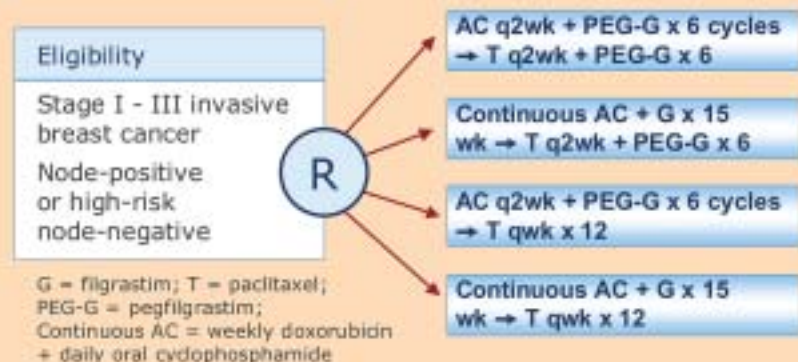 Eligibility
Stage I - III invasive
breast cancer
Node-positive
or high-risk
node-negative
R
AC q2wk + PEG-G x 6 cycles
→ T q2wk + PEG-G x 6
Continuous AC + G x 15
wk → T q2wk + PEG-G x 6
AC q2wk + PEG-G x 6 cycles
→ T qwk x 12
Continuous AC + G x 15
wk → T qwk x 12
G = filgrastim; T = paclitaxel;
PEG-G = pegfilgrastim;
Continuous AC = weekly doxorubicin
+ daily oral cyclophosphamide